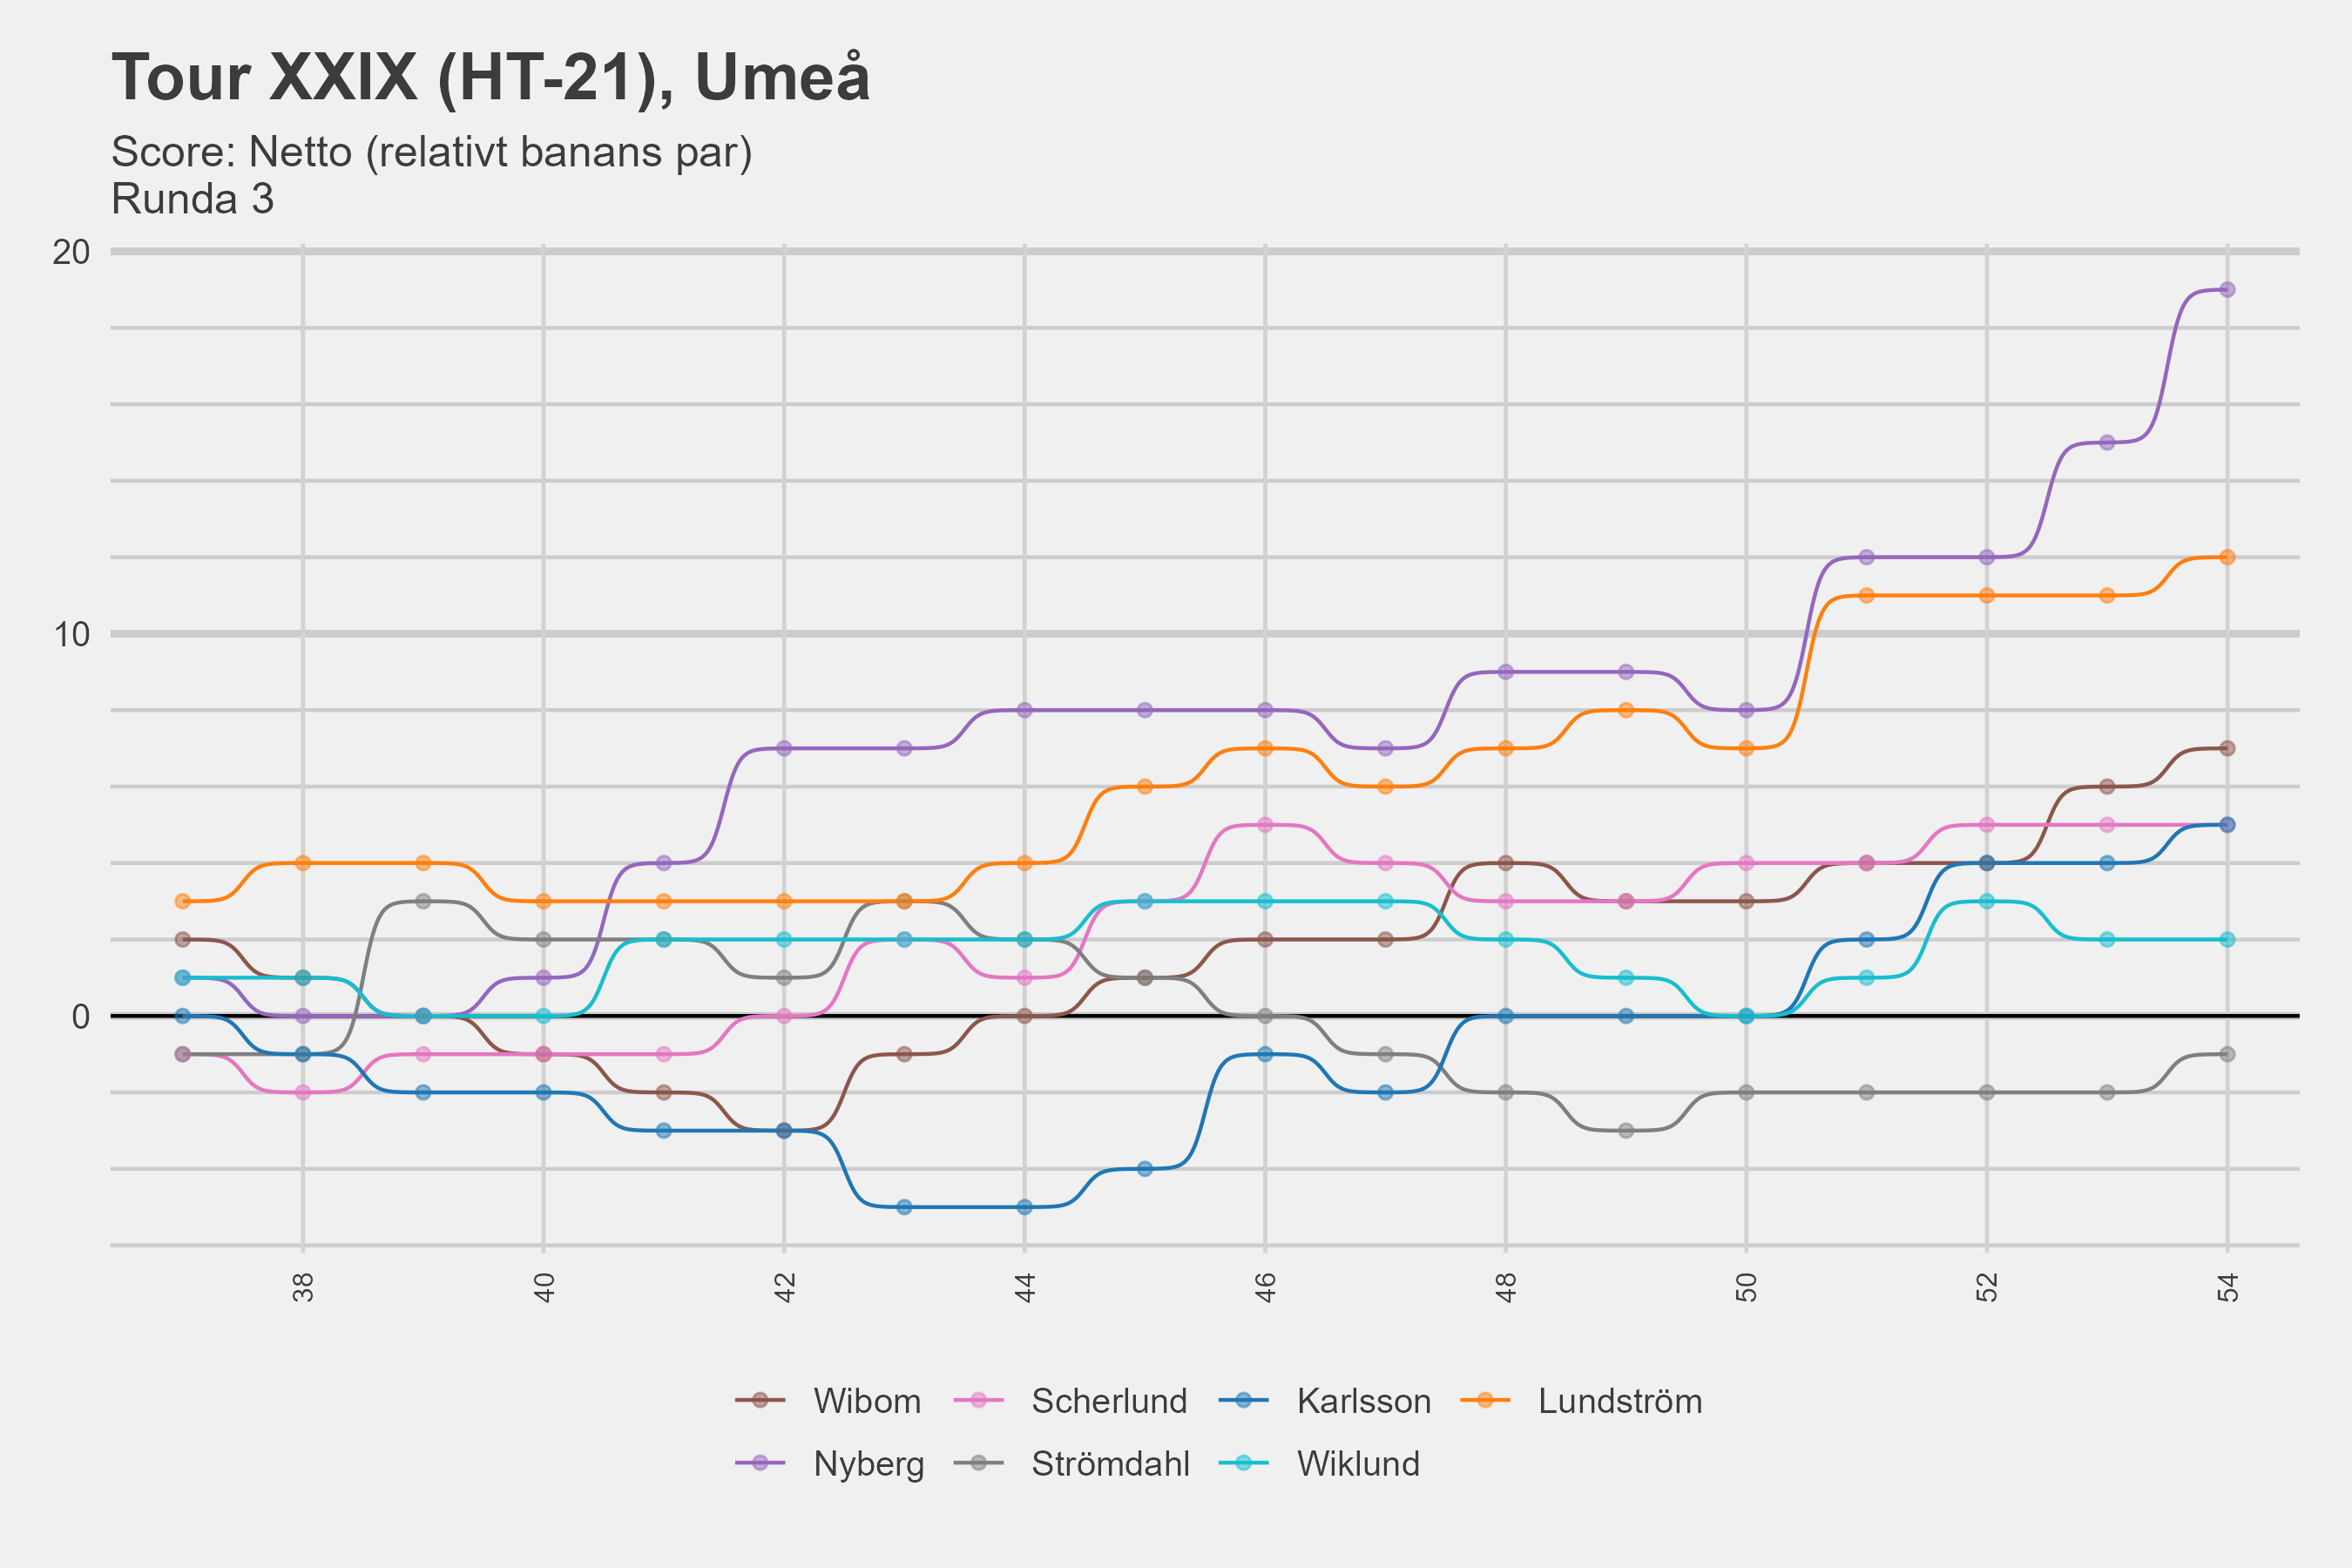 Tour XXIX (HT-21), Umeå
Score: Netto (relativt banans par)
Runda 3
20
10
0
38 40 42 44 46 48 50 52 54
Wibom Scherlund Karlsson Lundström
Nyberg Strömdahl Wiklund